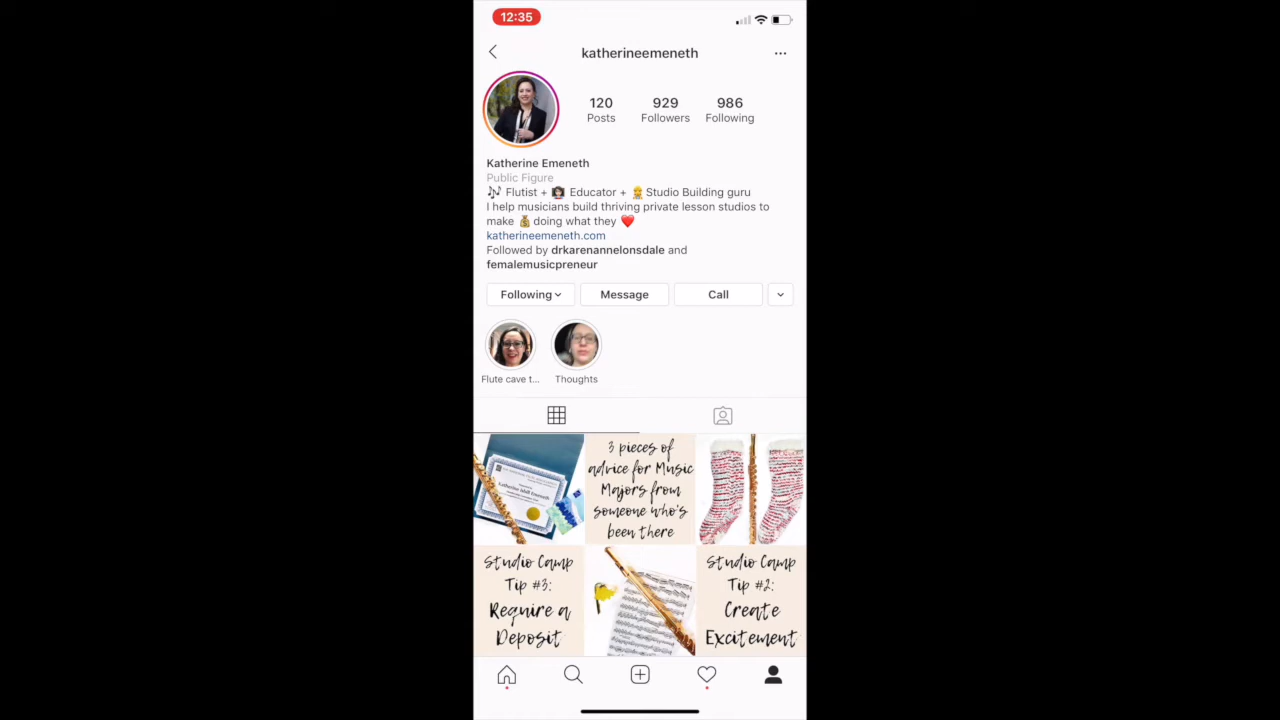 12:35
katherineemeneth
120
929
986
Posts
Followers
Following
Katherine Emeneth
Public Figure
🎶 Flutist + 👩🏻‍🏫 Educator + 👷‍♀️ Studio Building guru
I help musicians build thriving private lesson studios to
make 💰 doing what they ❤️
katherineemeneth.com
Followed by drkarenannelonsdale and
femalemusicpreneur
Following
Message
Call
Flute cave t...
Thoughts
3 pieces of
advice for Music
Majors from
someone who's
been there
Studio Camp
Tip #3:
Require a
Deposit
Studio Camp
Tip #2:
Create
Excitement